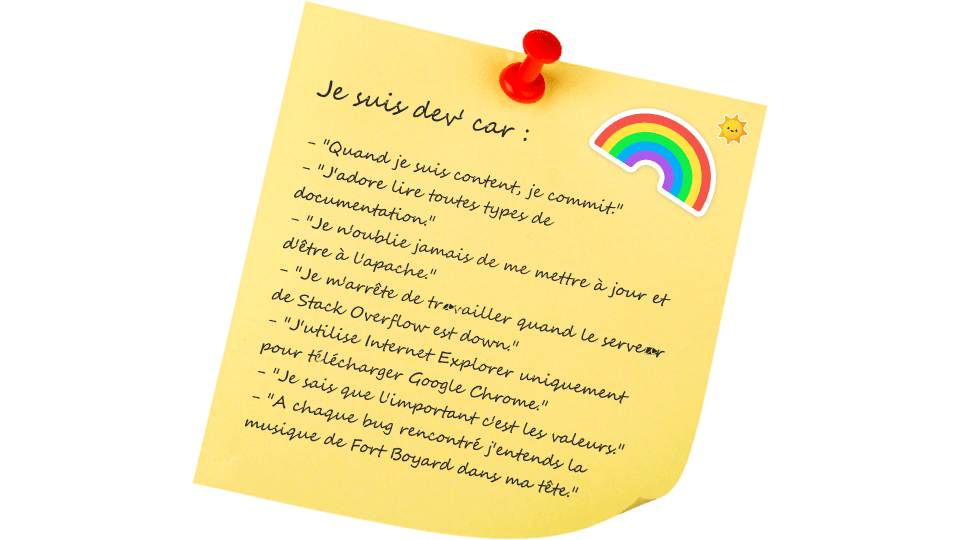 Je suis dev' car :
- "Quand je suis content, je commit."
- "J'adore lire toutes types de
documentation."
- "Je n'oublie jamais de me mettre à jour et
d'être à l'apache."
- "Je m'arrête de travailler quand le serveur
de Stack Overflow est down."
- "J'utilise Internet Explorer uniquement
pour télécharger Google Chrome."
- "Je sais que l'important c'est les valeurs."
- "A chaque bug rencontré j'entends la
musique de Fort Boyard dans ma tête."